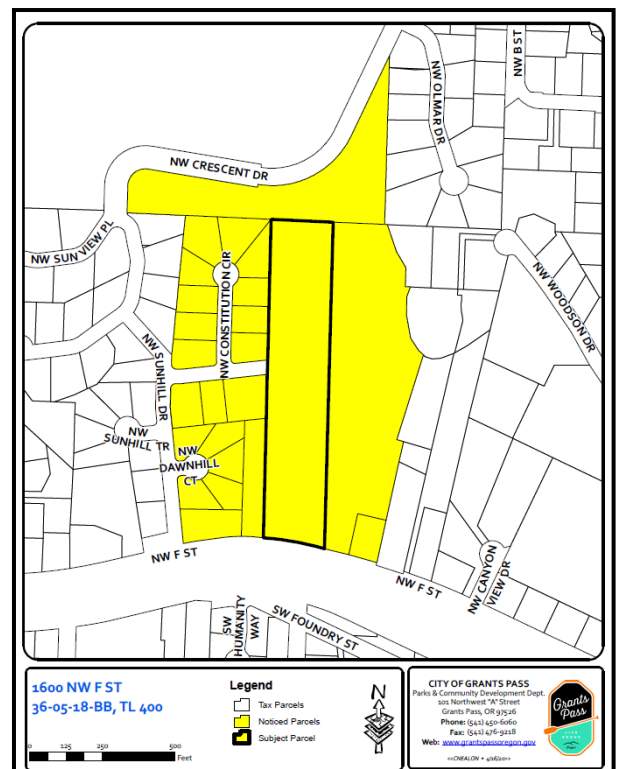 NW CRESCENT DR
NW OLMAR DR
NW B ST
NW SUN VIEW PL
NW CONSTITUTION CIR
NW WOODSON DR
NW SUNHILL DR
NW
SUNHILL TR
NW
DAWNHILL
CT
NW F ST
NW F ST
NW CANYON
VIEW DR
SW
HUMANITY
WAY
SW FOUNDRY ST
1600 NW F ST
36-05-18-BB, TL 400
0 125 250 500
Feet
Legend
Tax Parcels
Noticed Parcels
Subject Parcel
N
CITY OF GRANTS PASS
Parks & Community Development Dept.
101 Northwest "A" Street
Grants Pass, OR 97526
Phone: (541) 450-6060
Fax: (541) 476-9218
Web: www.grantspassoregon.gov
Grants
Pass